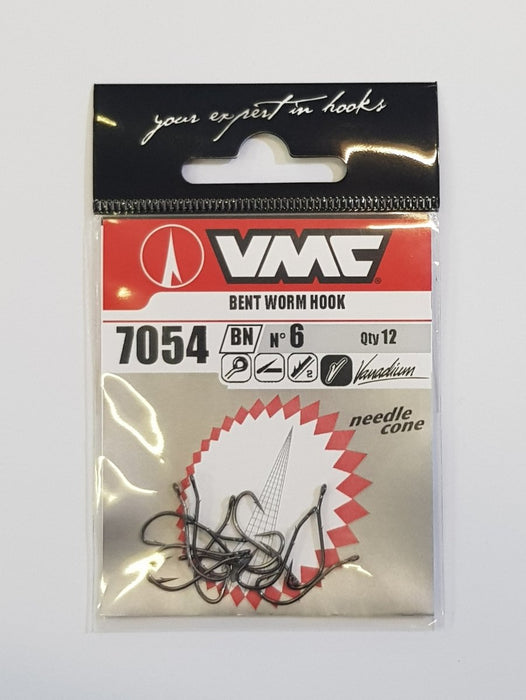 your expert in hooks
VMC®
BENT WORM HOOK
7054 BN N° 6 Qty 12
2 Vanadium
needle
cone